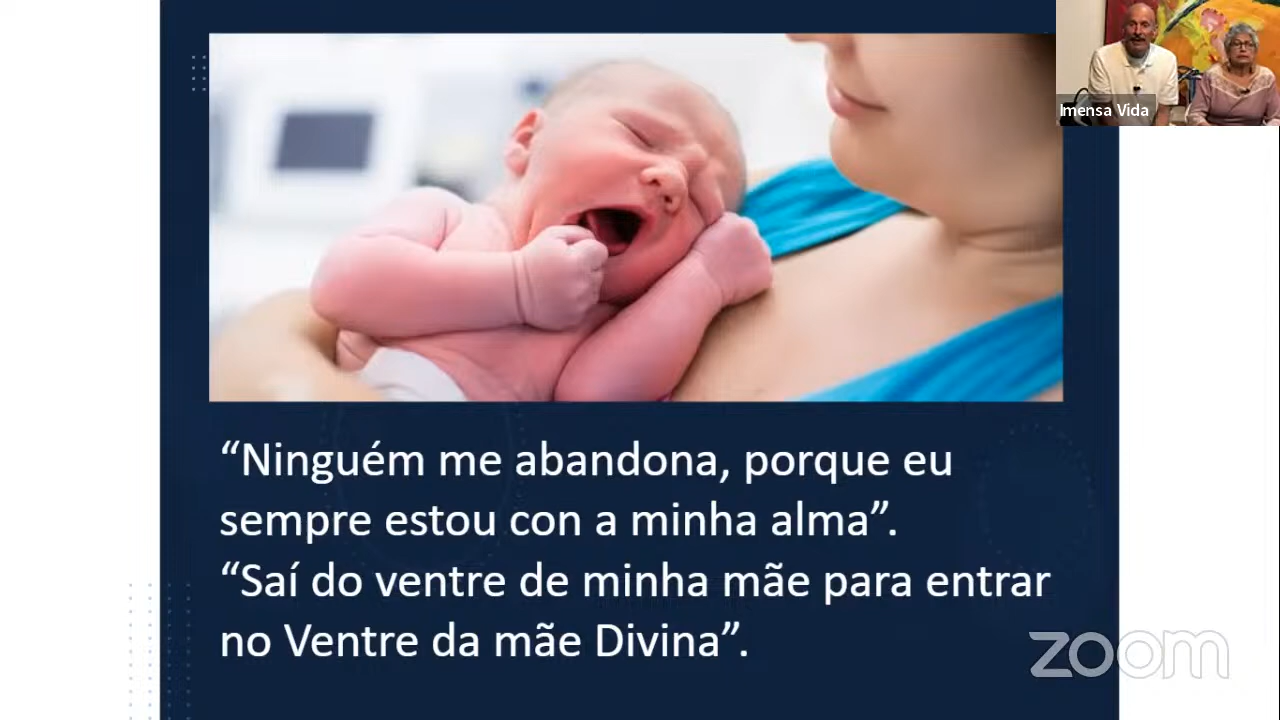 Imensa Vida
“Ninguém me abandona, porque eu
sempre estou con a minha alma”.
“Saí do ventre de minha mãe para entrar
no Ventre da mãe Divina”.
zoom